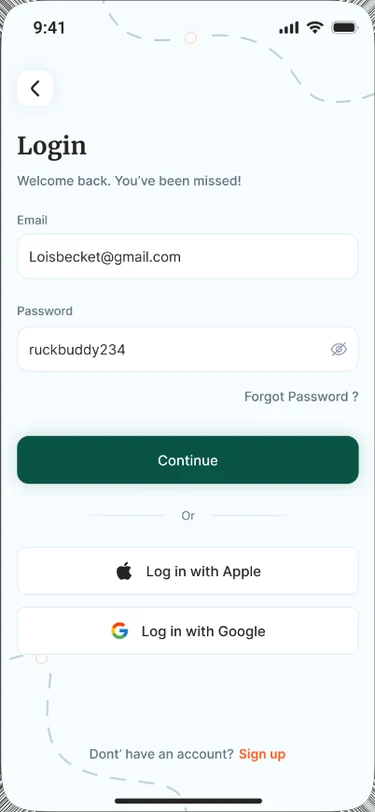 9:41
Login
Welcome back. You've been missed!
Email
Loisbecket@gmail.com
Password
ruckbuddy234
Forgot Password ?
Continue
Or
Log in with Apple
Log in with Google
Dont' have an account? Sign up